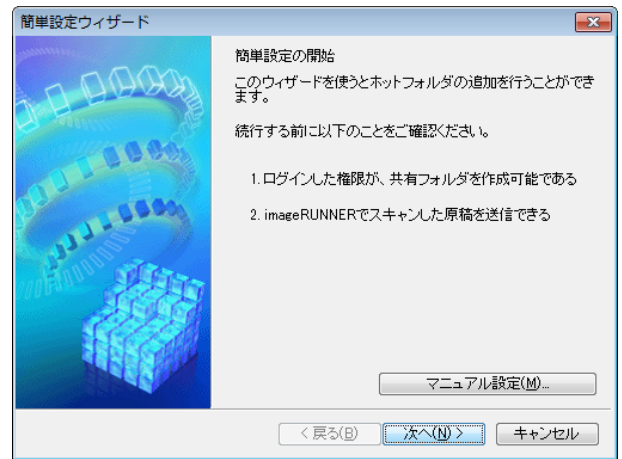 簡単設定ウィザード
簡単設定の開始
このウィザードを使うとホットフォルダの追加を行うことができ
ます。
続行する前に以下のことをご確認ください。
1. ログインした権限が、共有フォルダを作成可能である
2. imageRUNNERでスキャンした原稿を送信できる
マニュアル設定(M)...
< 戻る(B)
次へ(N) >
キャンセル